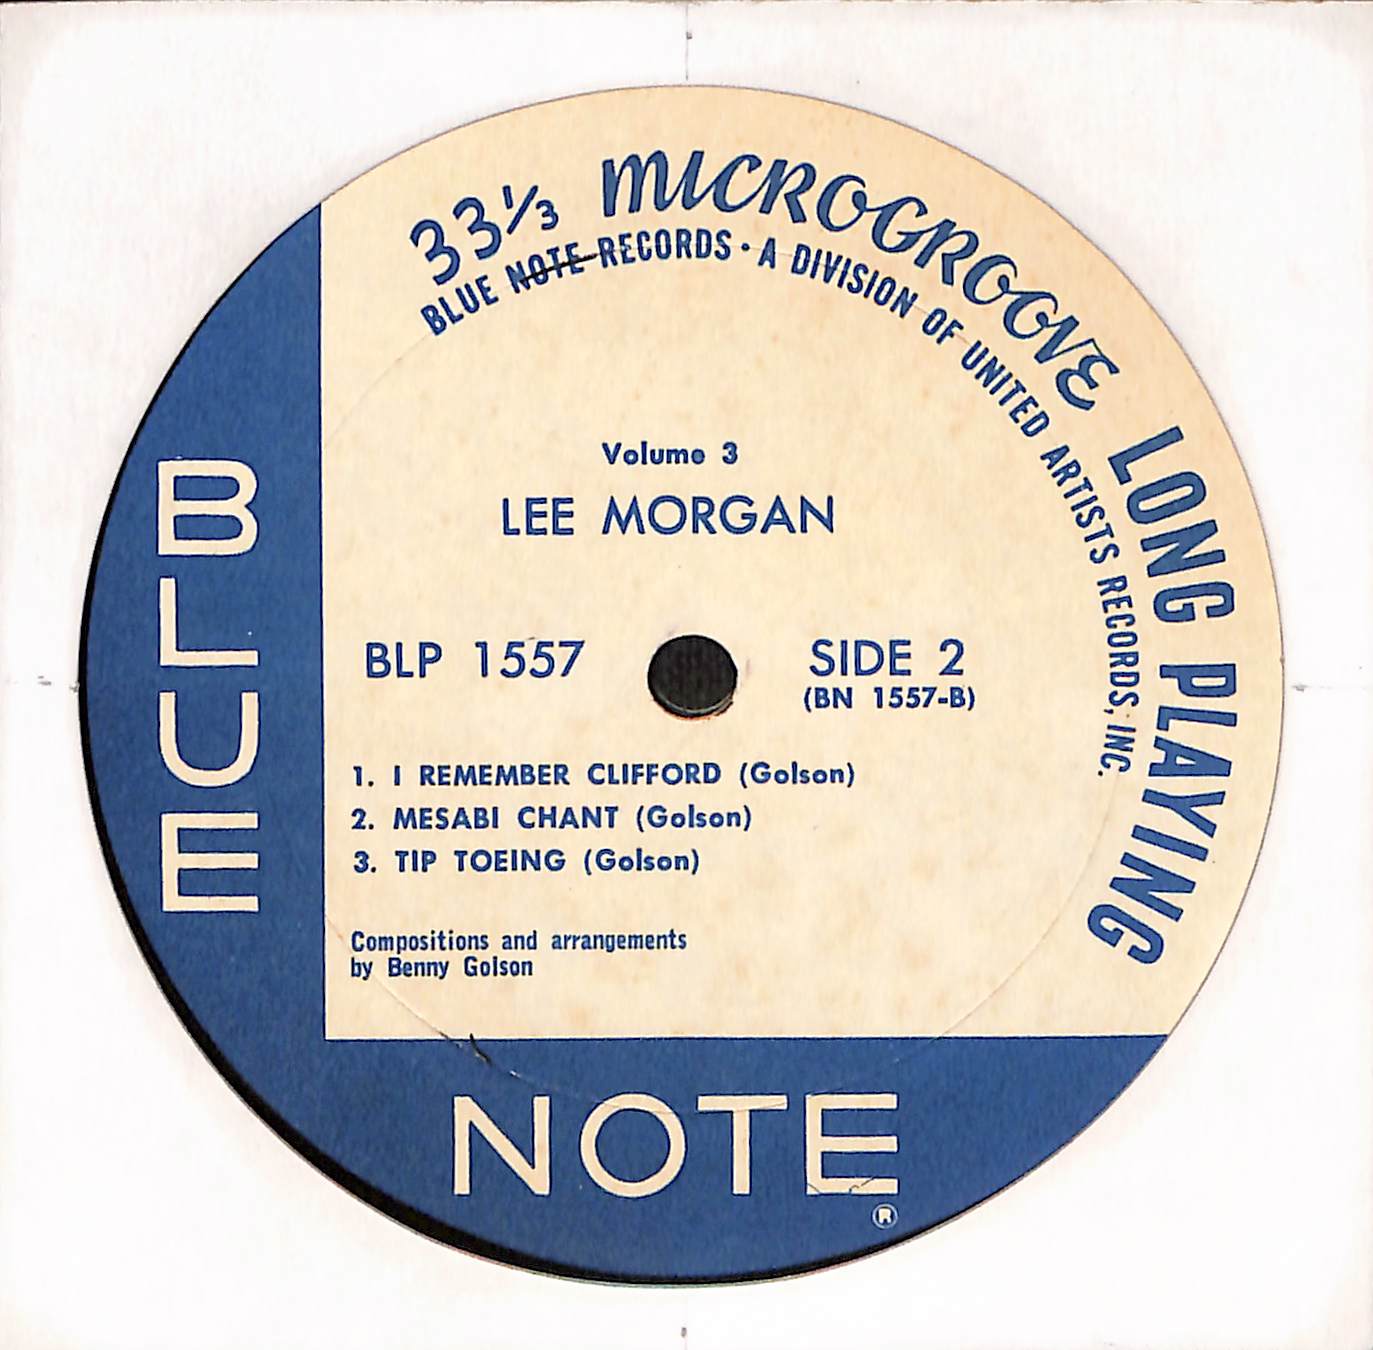 33⅓ MICROGROOVE LONG PLAYING
BLUE NOTE RECORDS · A DIVISION OF UNITED ARTISTS RECORDS, INC.
Volume 3
LEE MORGAN
BLP 1557
SIDE 2
(BN 1557-B)
1. I REMEMBER CLIFFORD (Golson)
2. MESABI CHANT (Golson)
3. TIP TOEING (Golson)
Compositions and arrangements
by Benny Golson
BLUE
NOTE
®